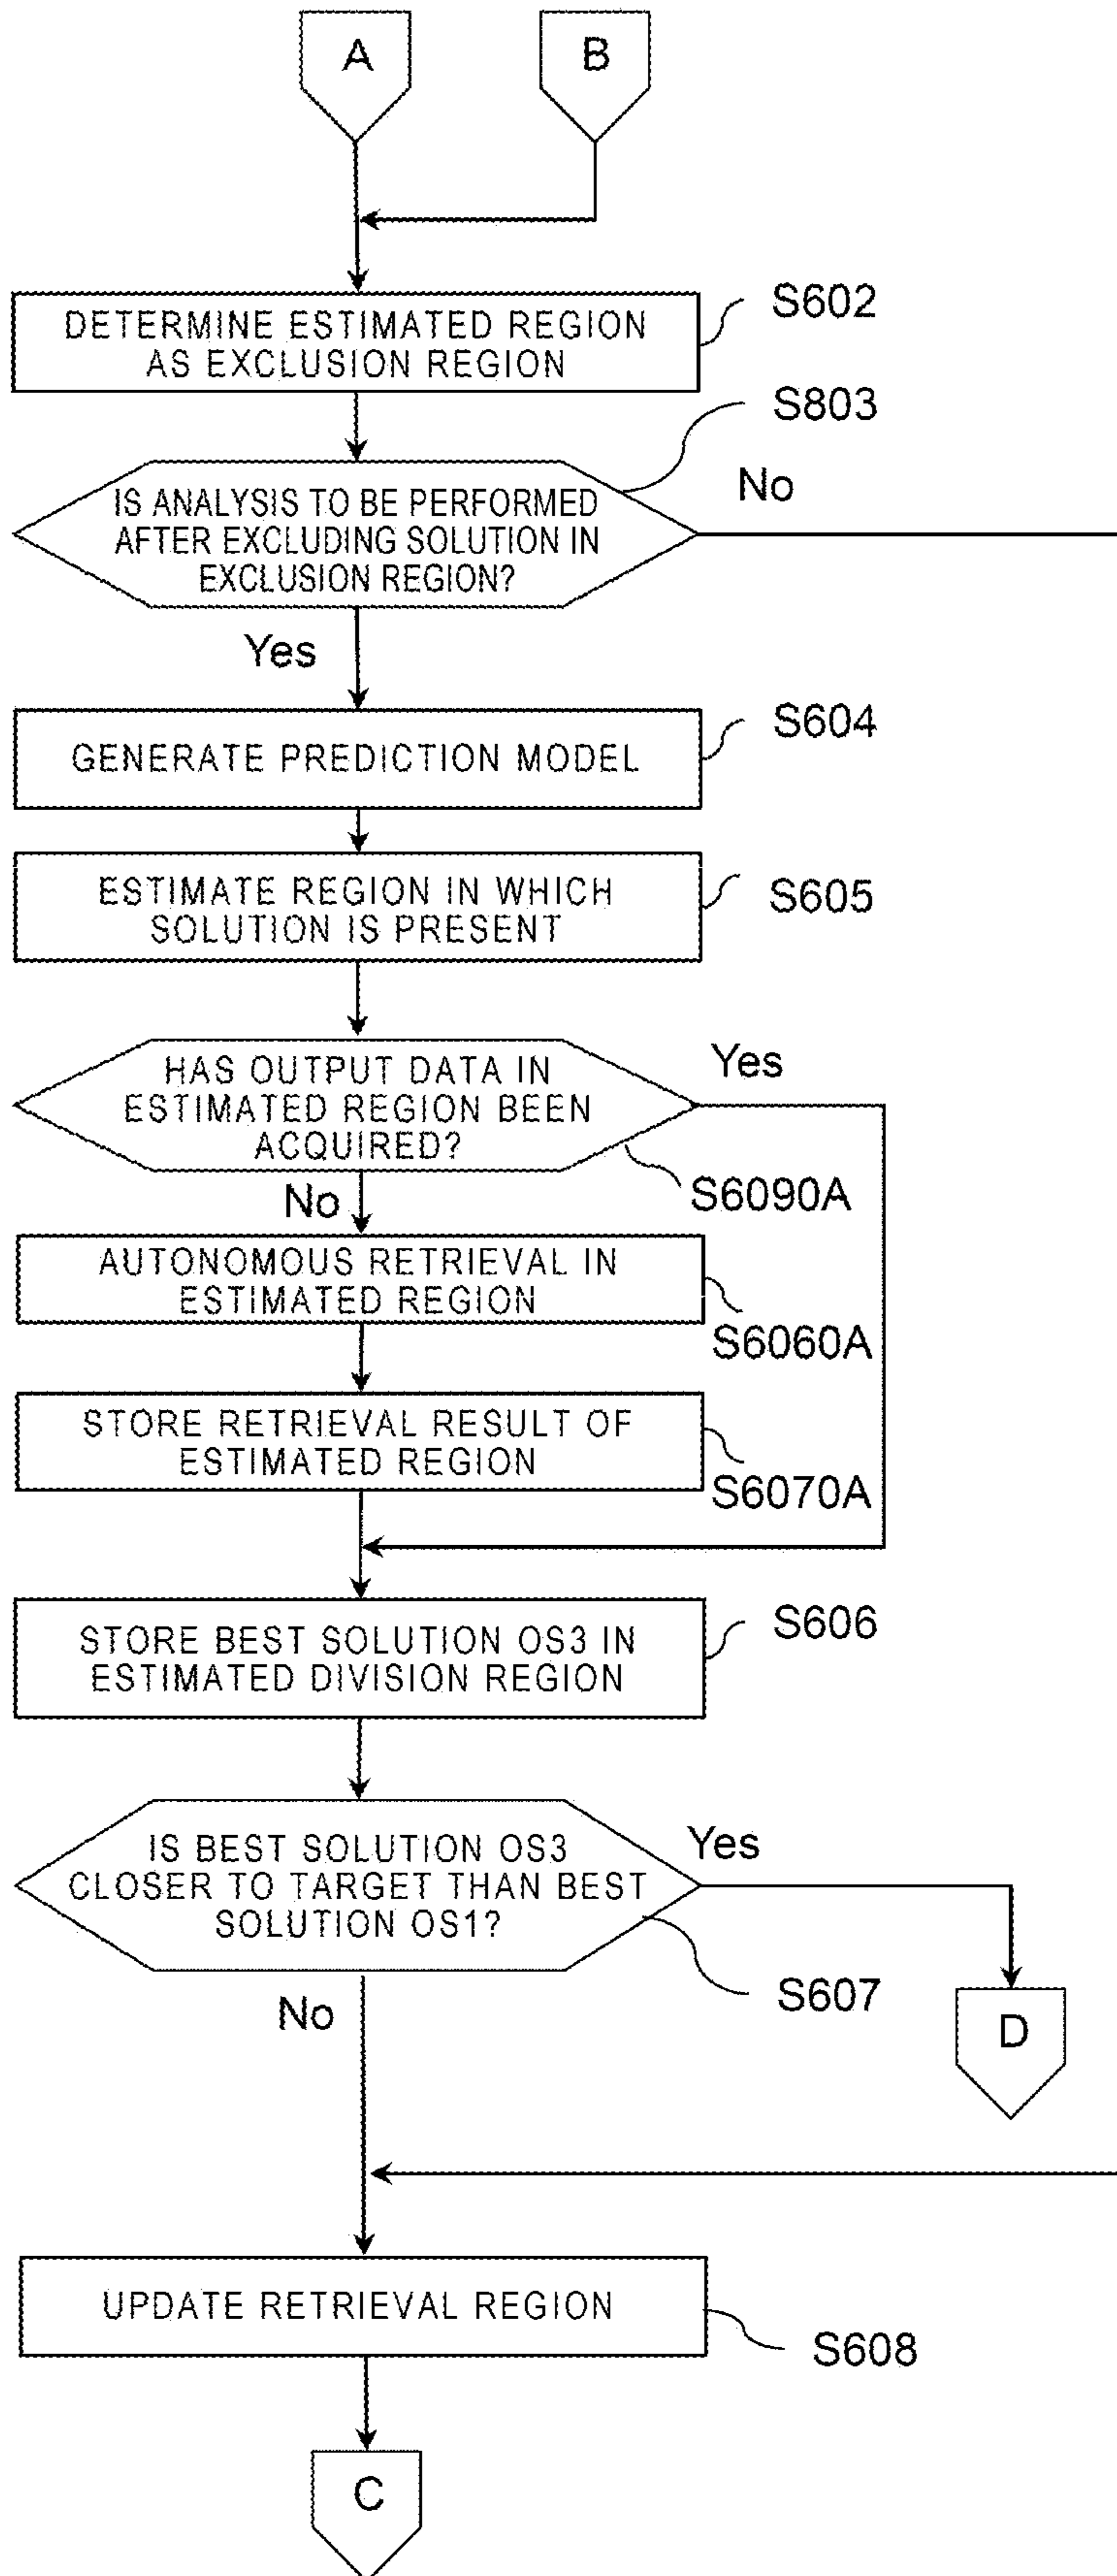 A
B
DETERMINE ESTIMATED REGION
AS EXCLUSION REGION
S602
S803
IS ANALYSIS TO BE PERFORMED
AFTER EXCLUDING SOLUTION IN
EXCLUSION REGION?
No
Yes
GENERATE PREDICTION MODEL
S604
ESTIMATE REGION IN WHICH
SOLUTION IS PRESENT
S605
HAS OUTPUT DATA IN
ESTIMATED REGION BEEN
ACQUIRED?
Yes
S6090A
No
AUTONOMOUS RETRIEVAL IN
ESTIMATED REGION
S6060A
STORE RETRIEVAL RESULT OF
ESTIMATED REGION
S6070A
STORE BEST SOLUTION OS3 IN
ESTIMATED DIVISION REGION
S606
IS BEST SOLUTION OS3
CLOSER TO TARGET THAN BEST
SOLUTION OS1?
Yes
S607
No
D
UPDATE RETRIEVAL REGION
S608
C